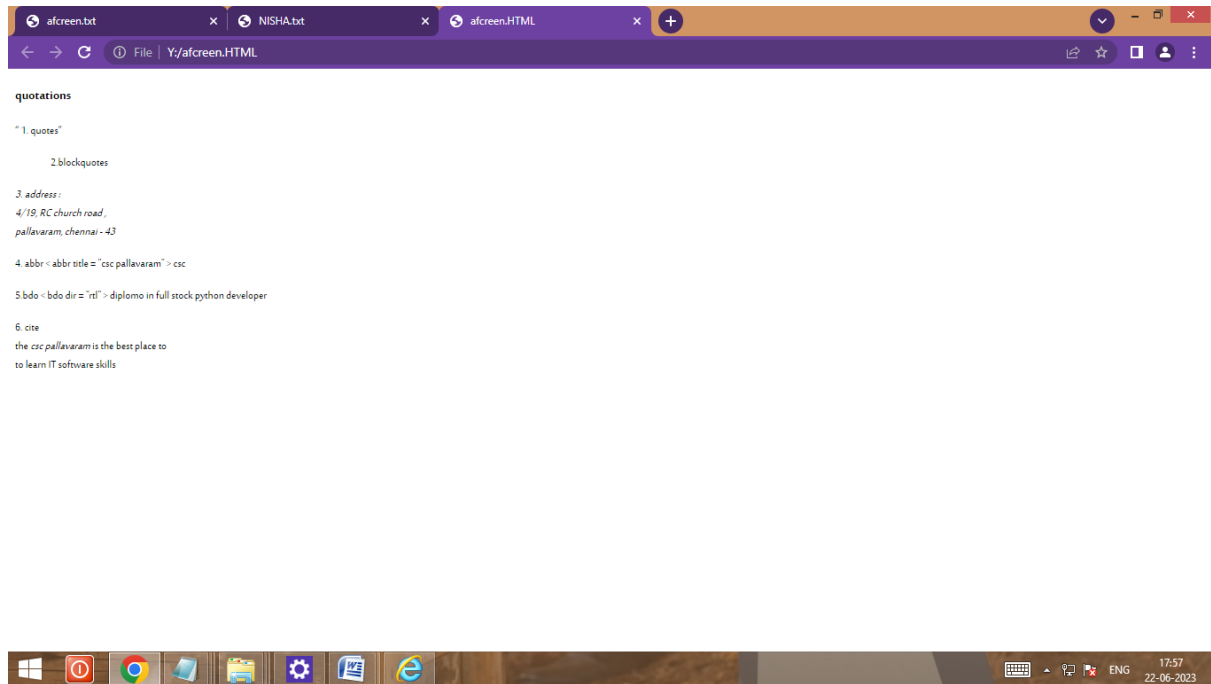 afcreen.txt
NISHA.txt
afcreen.HTML
File | Y:/afcreen.HTML
quotations
" 1. quotes"
2.blockquotes
3. address :
4/19, RC church road ,
pallavaram, chennai - 43
4. abbr < abbr title = "csc pallavaram" > csc
5.bdo < bdo dir = "rtl" > diplomo in full stock python developer
6. cite
the csc pallavaram is the best place to
to learn IT software skills
ENG
17:57
22-06-2023